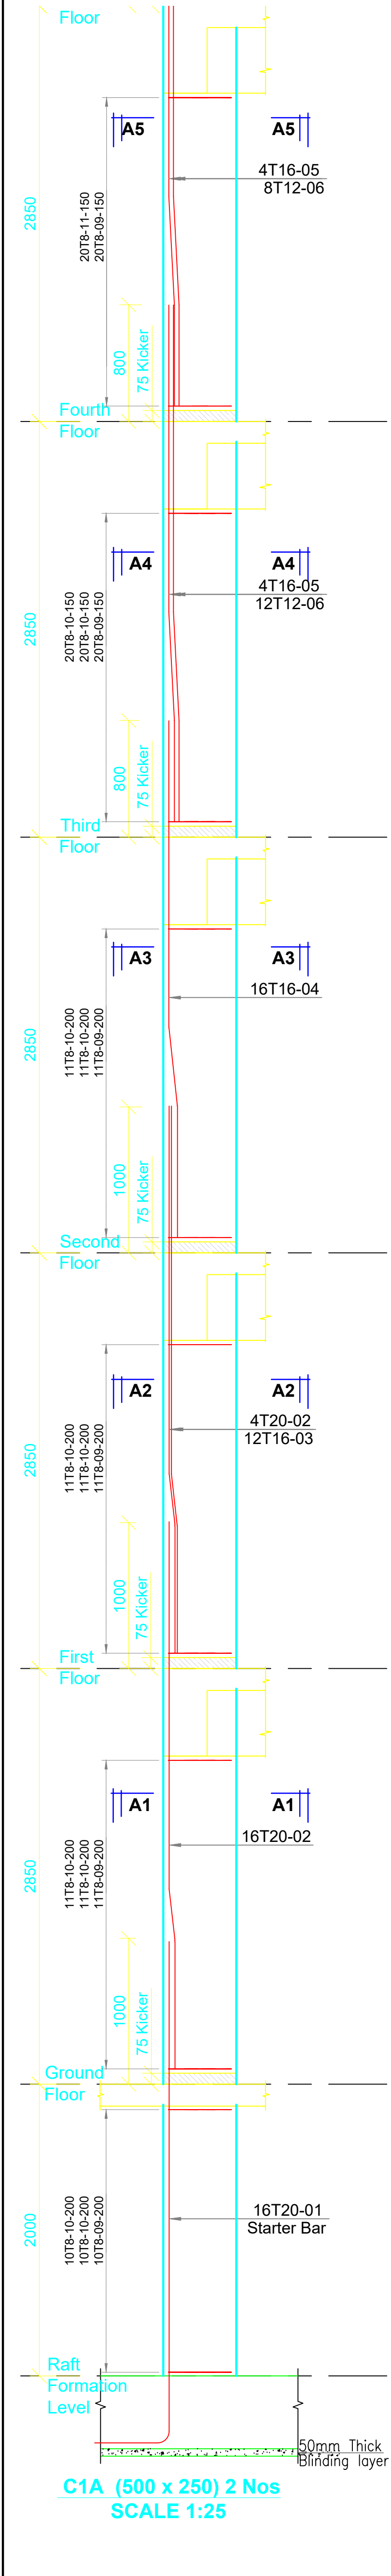 Floor
A5 A5
4T16-05
8T12-06
2850
20T8-11-150
20T8-09-150
800
75 Kicker
Fourth
Floor
A4 A4
4T16-05
12T12-06
2850
20T8-10-150
20T8-10-150
20T8-09-150
800
75 Kicker
Third
Floor
A3 A3
16T16-04
2850
11T8-10-200
11T8-10-200
11T8-09-200
1000
75 Kicker
Second
Floor
A2 A2
4T20-02
12T16-03
2850
11T8-10-200
11T8-10-200
11T8-09-200
1000
75 Kicker
First
Floor
A1 A1
16T20-02
2850
11T8-10-200
11T8-10-200
11T8-09-200
1000
75 Kicker
Ground
Floor
16T20-01
Starter Bar
2000
10T8-10-200
10T8-10-200
10T8-09-200
Raft
Formation
Level
50mm Thick
Blinding layer
C1A (500 x 250) 2 Nos
SCALE 1:25